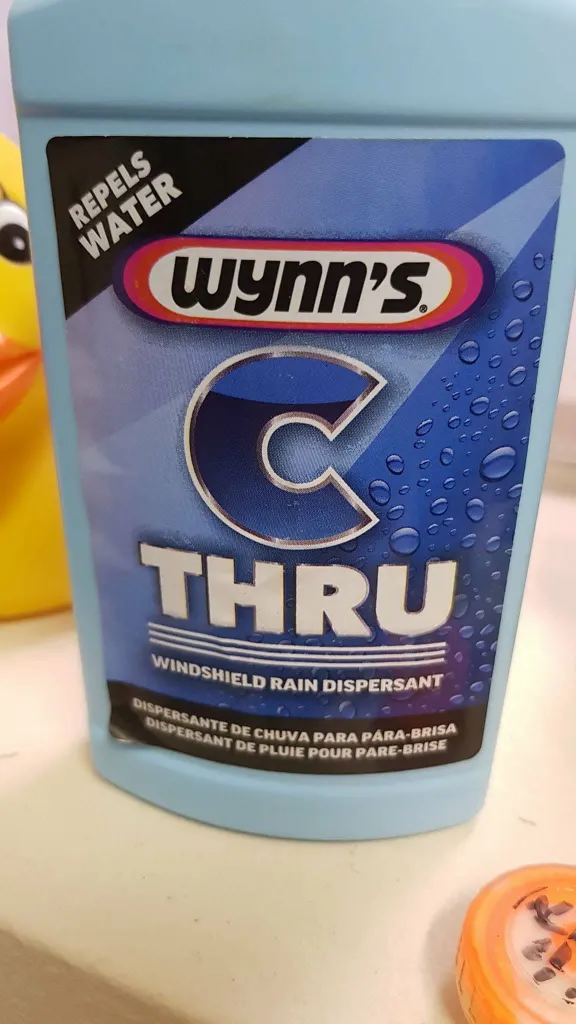 REPELS
WATER
WYNN'S®
C
THRU
WINDSHIELD RAIN DISPERSANT
DISPERSANTE DE CHUVA PARA PÁRA-BRISA
DISPERSANT DE PLUIE POUR PARE-BRISE